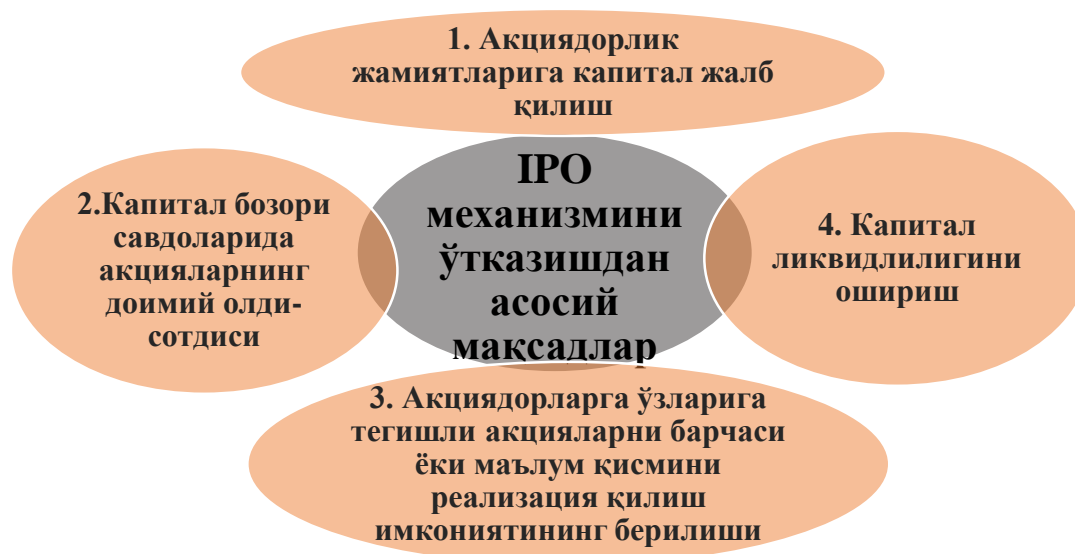 1. Акциядорлик
жамиятларига капитал жалб
қилиш
IPO
механизмини
ўтказишдан
асосий
мақсадлар
2.Капитал бозори
савдоларида
акцияларнинг
доимий олди-
сотдиси
4. Капитал
ликвидлилигини
ошириш
3. Акциядорларга ўзларига
тегишли акцияларни барчаси
ёки маълум қисмини
реализация қилиш
имкониятининг берилиши